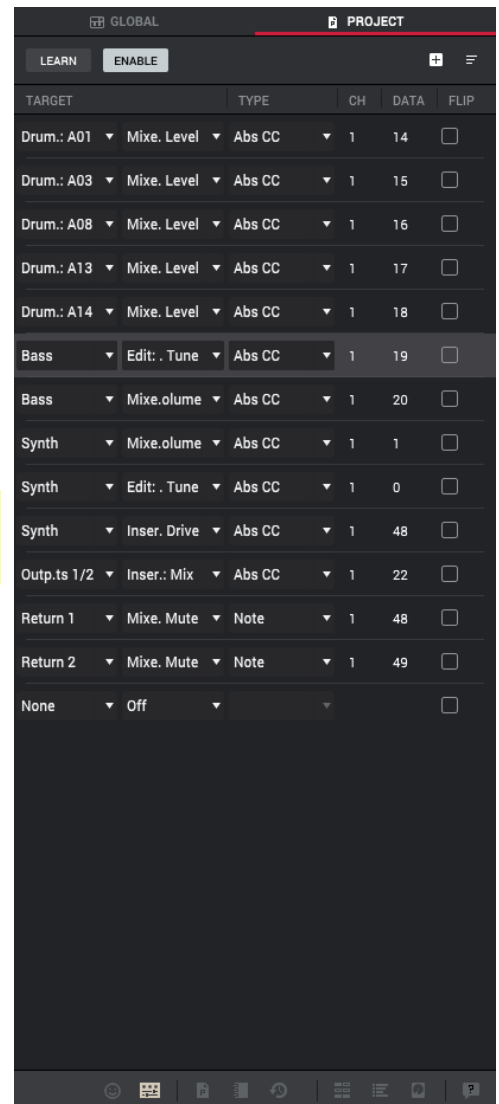 GLOBAL PROJECT
LEARN ENABLE
TARGET TYPE CH DATA FLIP
Drum.: A01 Mixe. Level Abs CC 1 14
Drum.: A03 Mixe. Level Abs CC 1 15
Drum.: A08 Mixe. Level Abs CC 1 16
Drum.: A13 Mixe. Level Abs CC 1 17
Drum.: A14 Mixe. Level Abs CC 1 18
Bass Edit: . Tune Abs CC 1 19
Bass Mixe.olume Abs CC 1 20
Synth Mixe.olume Abs CC 1 1
Synth Edit: . Tune Abs CC 1 0
Synth Inser. Drive Abs CC 1 48
Outp.ts 1/2 Inser.: Mix Abs CC 1 22
Return 1 Mixe. Mute Note 1 48
Return 2 Mixe. Mute Note 1 49
None Off